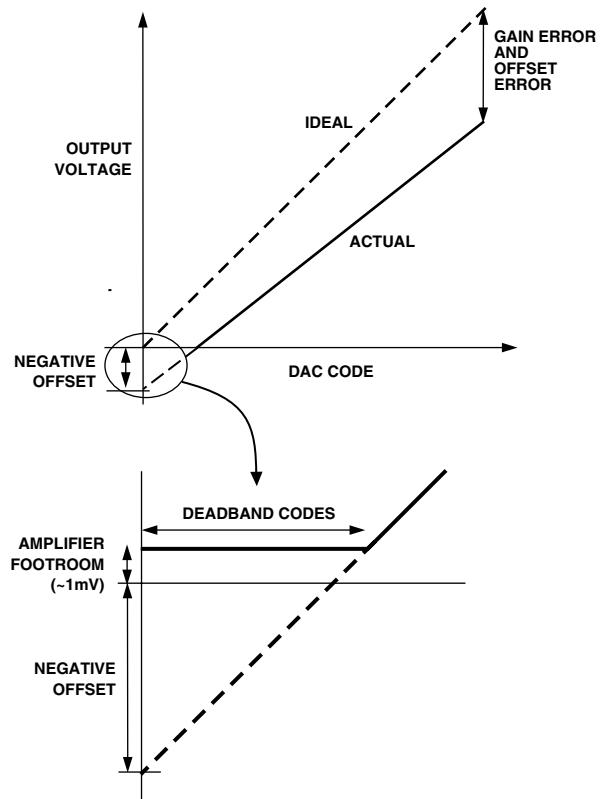 GAIN ERROR
AND
OFFSET
ERROR
IDEAL
OUTPUT
VOLTAGE
ACTUAL
NEGATIVE
OFFSET
DAC CODE
DEADBAND CODES
AMPLIFIER
FOOTROOM
(~1mV)
NEGATIVE
OFFSET